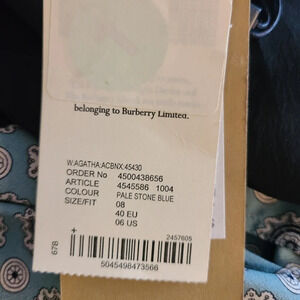 belonging to Burberry Limited.
W:AGATHA:ACBNX:45430
ORDER No 4500438656
ARTICLE 4545586 1004
COLOUR PALE STONE BLUE
SIZE/FIT 08
40 EU
06 US
67B
2457605
5045498473566